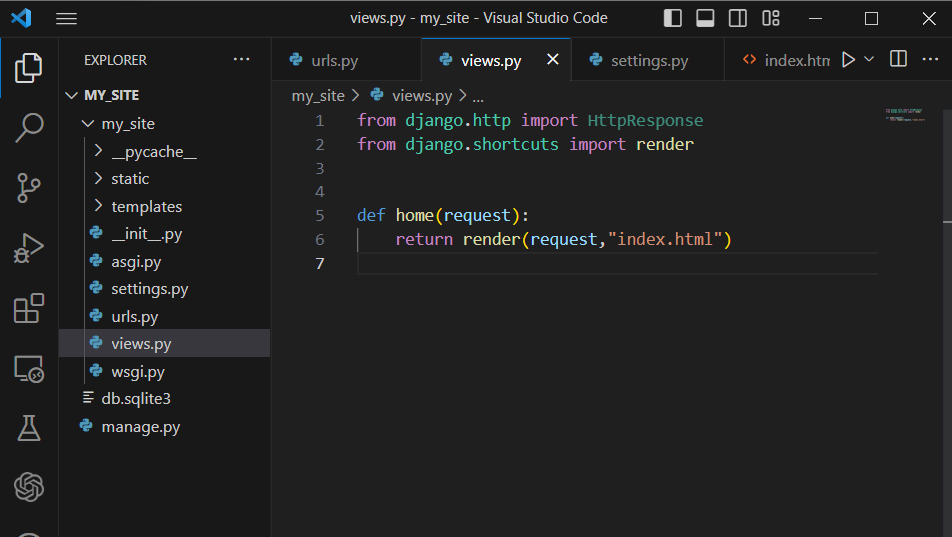 views.py - my_site - Visual Studio Code
EXPLORER
MY_SITE
my_site
__pycache__
static
templates
__init__.py
asgi.py
settings.py
urls.py
views.py
wsgi.py
db.sqlite3
manage.py
urls.py views.py settings.py index.htm
my_site > views.py > ...
1 from django.http import HttpResponse
2 from django.shortcuts import render
3
4
5 def home(request):
6     return render(request,"index.html")
7